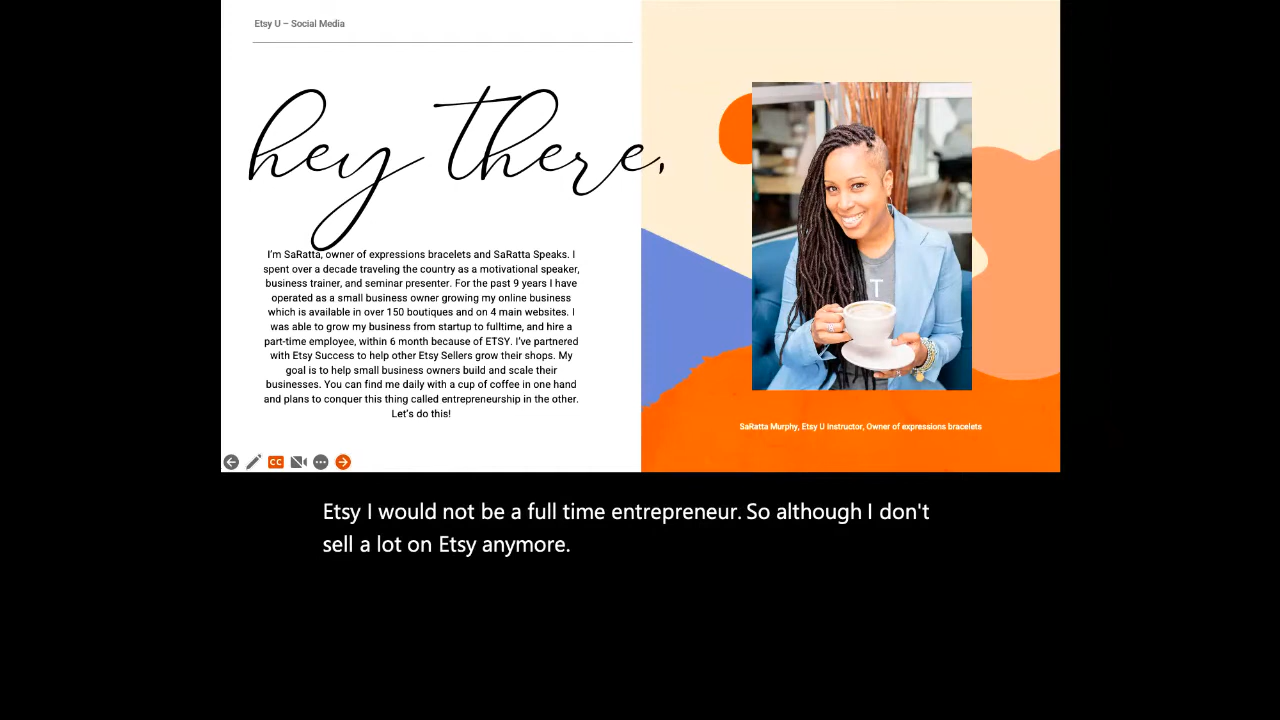 Etsy U – Social Media
hey there,
I'm SaRatta, owner of expressions bracelets and SaRatta Speaks. I
spent over a decade traveling the country as a motivational speaker,
business trainer, and seminar presenter. For the past 9 years I have
operated as a small business owner growing my online business
which is available in over 150 boutiques and on 4 main websites. I
was able to grow my business from startup to fulltime, and hire a
part-time employee, within 6 month because of ETSY. I've partnered
with Etsy Success to help other Etsy Sellers grow their shops. My
goal is to help small business owners build and scale their
businesses. You can find me daily with a cup of coffee in one hand
and plans to conquer this thing called entrepreneurship in the other.
Let's do this!
T
SaRatta Murphy, Etsy U Instructor, Owner of expressions bracelets
CC
Etsy I would not be a full time entrepreneur. So although I don't
sell a lot on Etsy anymore.